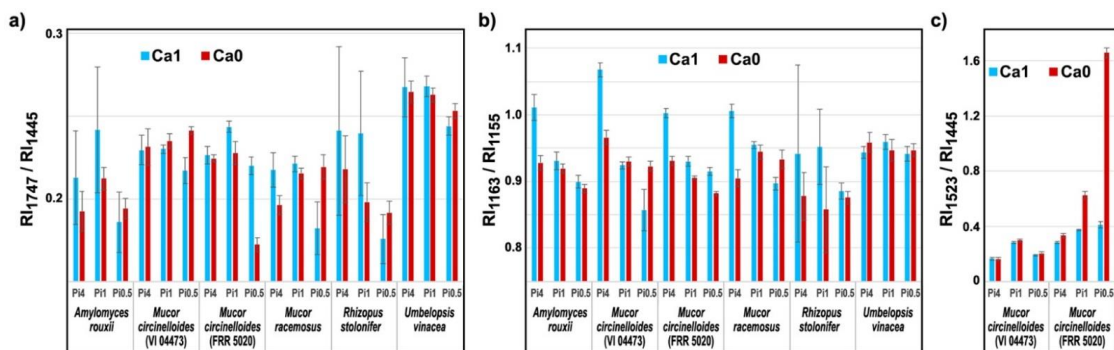 a)
RI1747 / RI1445
0.3
0.2
Ca1 Ca0
Pi4 Pi1 Pi0.5 Pi4 Pi1 Pi0.5 Pi4 Pi1 Pi0.5 Pi4 Pi1 Pi0.5 Pi4 Pi1 Pi0.5 Pi4 Pi1 Pi0.5
Amylomyces rouxii
Mucor circinelloides (VI 04473)
Mucor circinelloides (FRR 5020)
Mucor racemosus
Rhizopus stolonifer
Umbelopsis vinacea
b)
RI1163 / RI1155
1.1
1.0
0.9
0.8
Ca1 Ca0
Pi4 Pi1 Pi0.5 Pi4 Pi1 Pi0.5 Pi4 Pi1 Pi0.5 Pi4 Pi1 Pi0.5 Pi4 Pi1 Pi0.5 Pi4 Pi1 Pi0.5
Amylomyces rouxii
Mucor circinelloides (VI 04473)
Mucor circinelloides (FRR 5020)
Mucor racemosus
Rhizopus stolonifer
Umbelopsis vinacea
c)
RI1523 / RI1445
1.6
1.2
0.8
0.4
0
Ca1
Ca0
Pi4 Pi1 Pi0.5 Pi4 Pi1 Pi0.5
Mucor circinelloides (VI 04473)
Mucor circinelloides (FRR 5020)